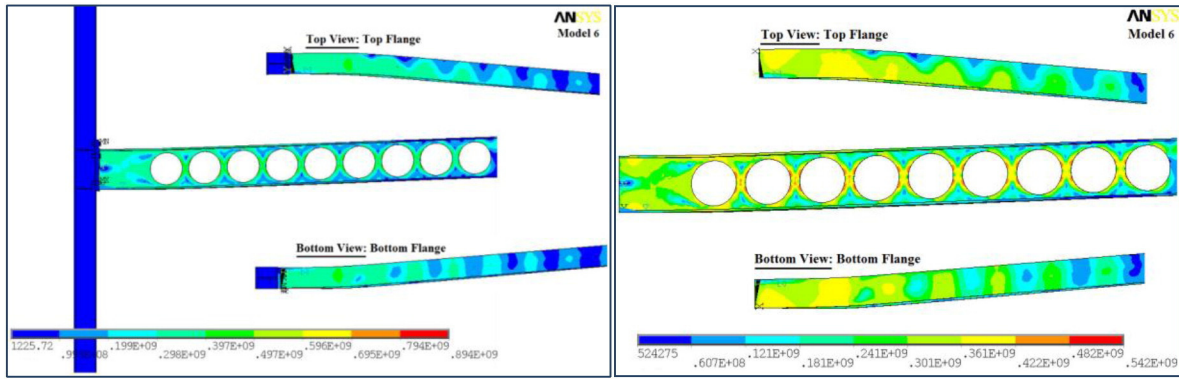 ANSYS
Model 6
Top View: Top Flange
Bottom View: Bottom Flange
1225.72 .199E+09 .397E+09 .596E+09 .794E+09
.298E+09 .497E+09 .695E+09 .894E+09
ANSYS
Model 6
Top View: Top Flange
Bottom View: Bottom Flange
524275 .121E+09 .241E+09 .361E+09 .482E+09
.607E+08 .181E+09 .301E+09 .422E+09 .542E+09